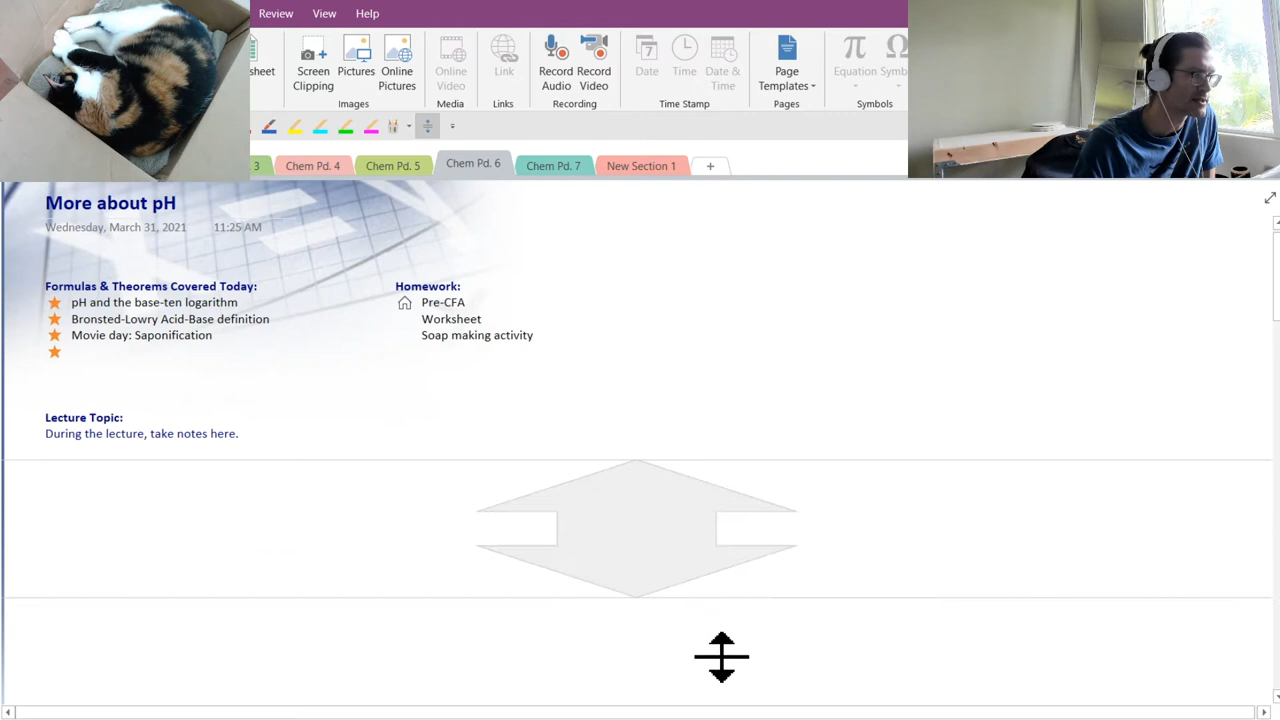 Review View Help
sheet Screen Clipping Pictures Online Pictures Online Video Link Record Audio Record Video Date Time Date & Time Page Templates Equation Symb
Images Media Links Recording Time Stamp Pages Symbols
3 Chem Pd. 4 Chem Pd. 5 Chem Pd. 6 Chem Pd. 7 New Section 1 +
More about pH
Wednesday, March 31, 2021 11:25 AM
Formulas & Theorems Covered Today:
pH and the base-ten logarithm
Bronsted-Lowry Acid-Base definition
Movie day: Saponification
Homework:
Pre-CFA
Worksheet
Soap making activity
Lecture Topic:
During the lecture, take notes here.